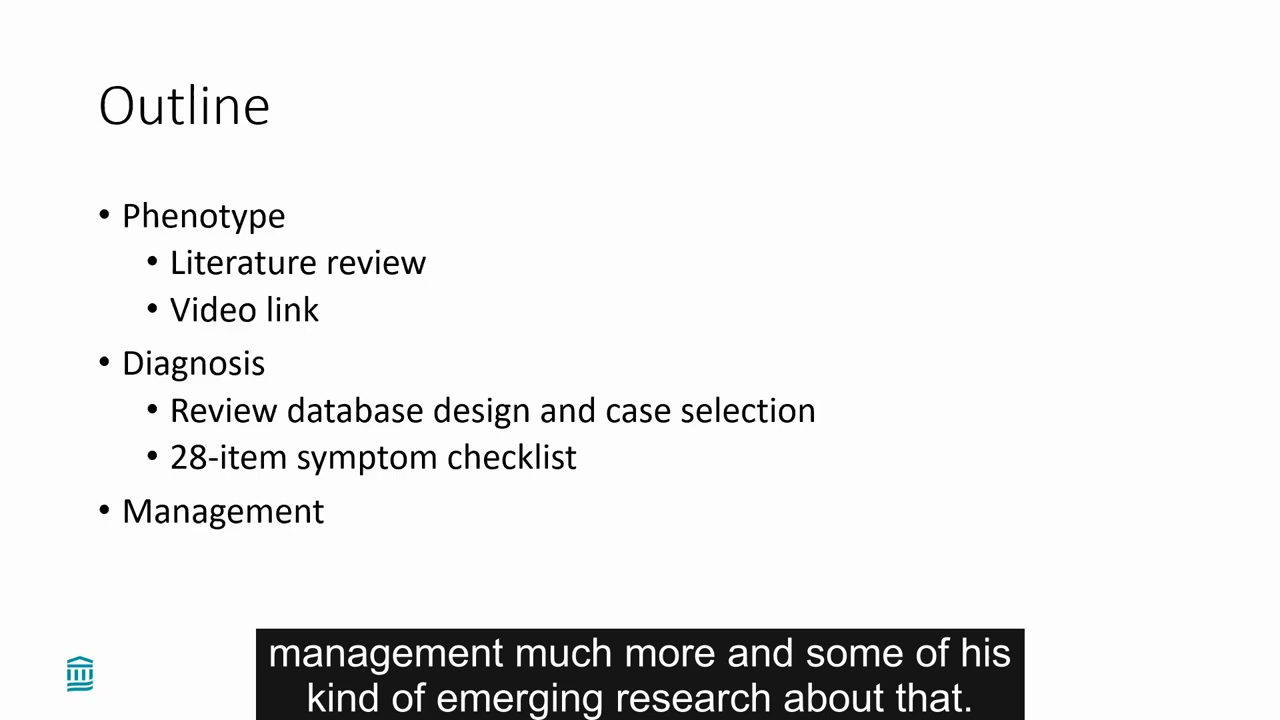 Outline
• Phenotype
• Literature review
• Video link
• Diagnosis
• Review database design and case selection
• 28-item symptom checklist
• Management
management much more and some of his
kind of emerging research about that.